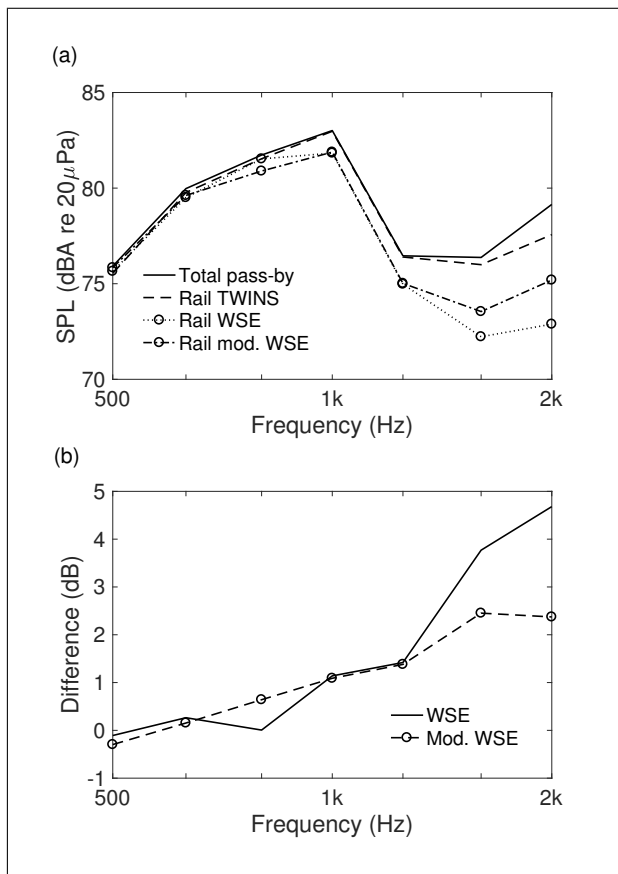 (a)
85
80
75
70
SPL (dBA re 20μPa)
Total pass-by
Rail TWINS
Rail WSE
Rail mod. WSE
500 1k 2k
Frequency (Hz)
(b)
5
4
3
2
1
0
-1
Difference (dB)
WSE
Mod. WSE
500 1k 2k
Frequency (Hz)